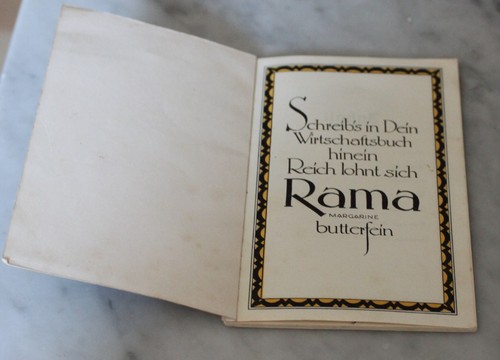 Schreib's in Dein
Wirtschaftsbuch
hinein
Reich lohnt sich
Rama
MARGARINE
butterfein